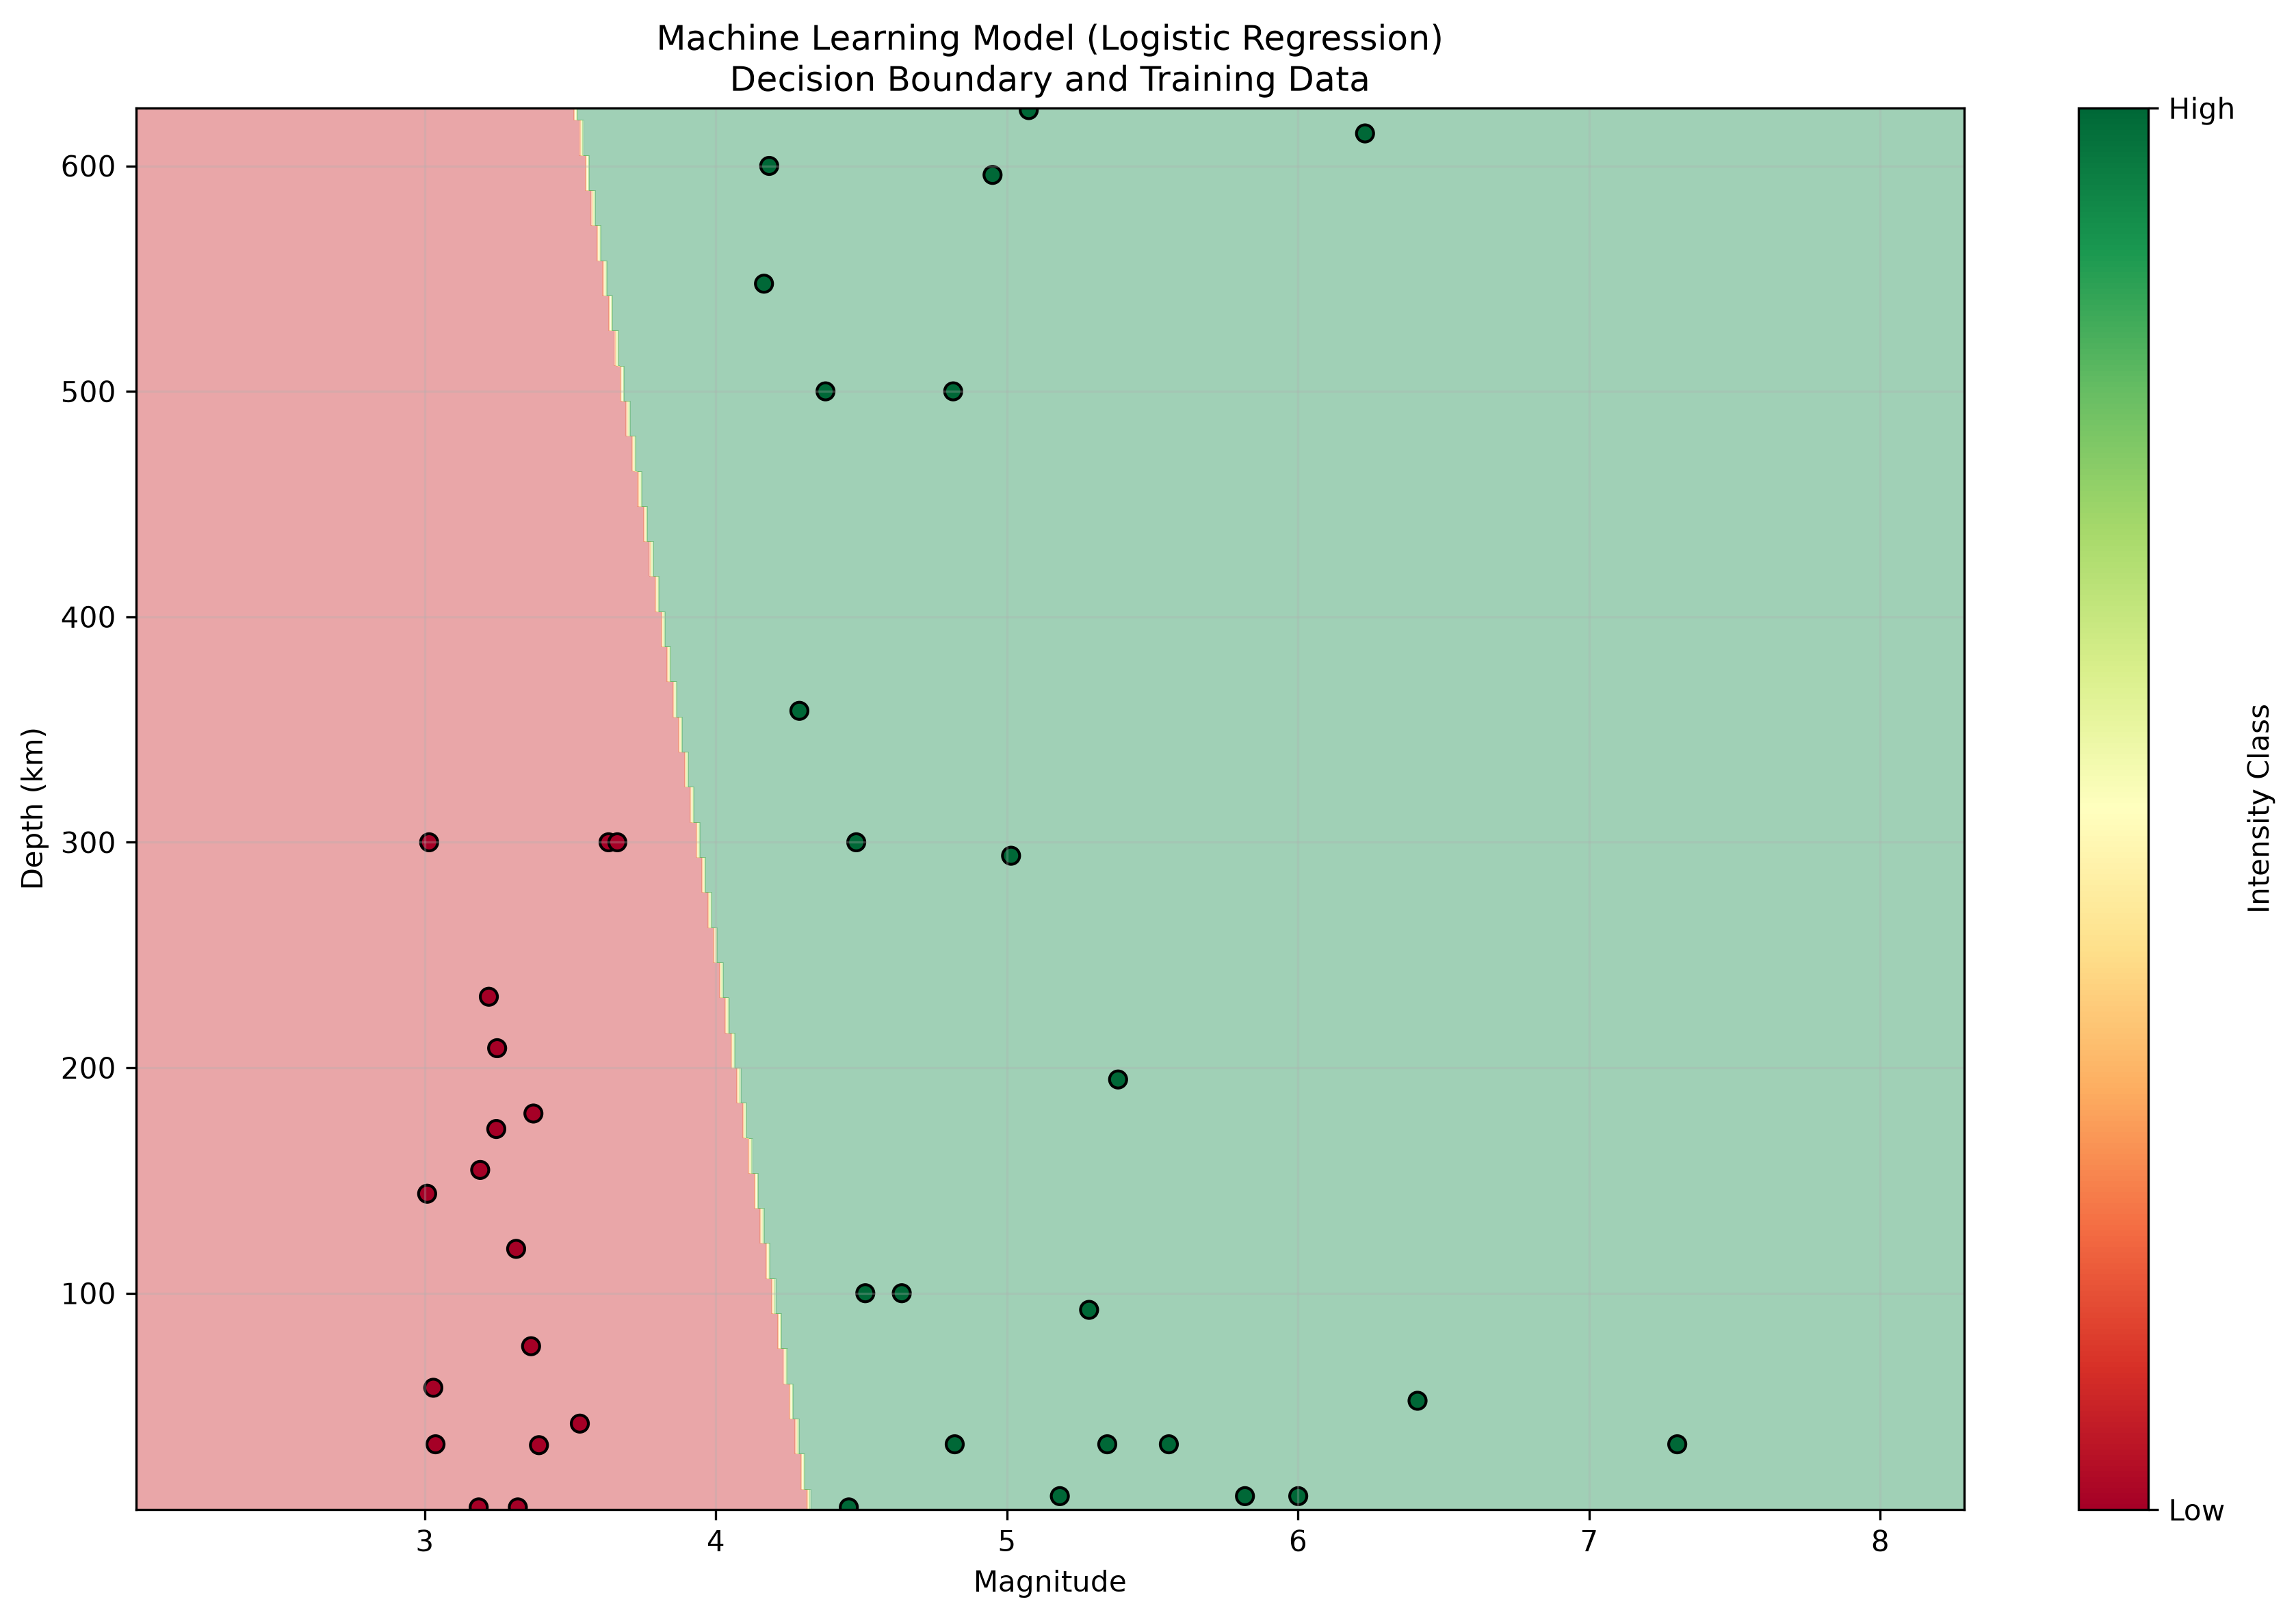 Machine Learning Model (Logistic Regression)
Decision Boundary and Training Data
High
600
500
400
300
200
100
Depth (km)
Intensity Class
Low
3 4 5 6 7 8
Magnitude